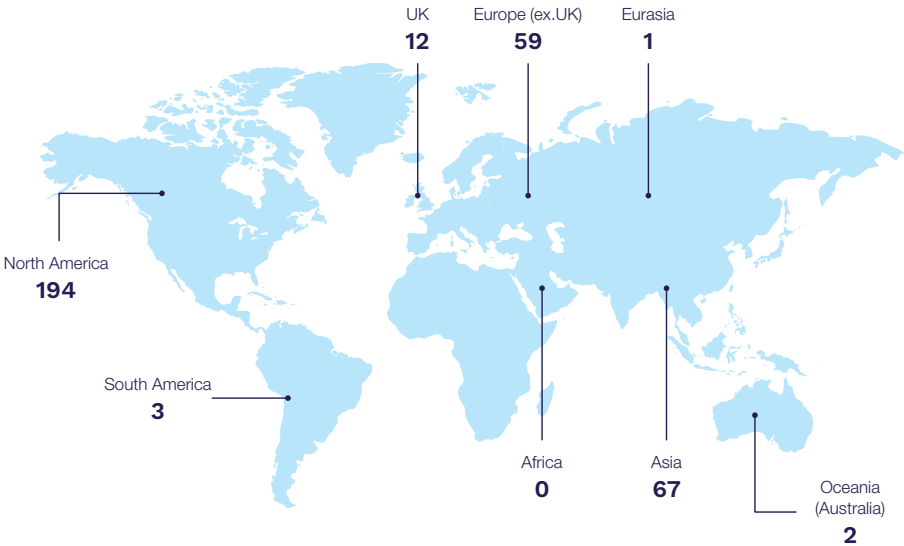 UK
12
Europe (ex.UK)
59
Eurasia
1
North America
194
South America
3
Africa
0
Asia
67
Oceania
(Australia)
2